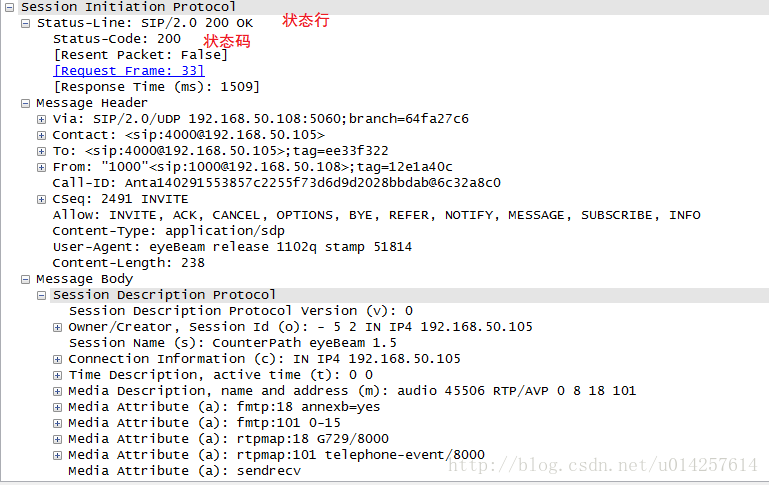 Session Initiation Protocol
Status-Line: SIP/2.0 200 OK 状态行
Status-Code: 200 状态码
[Resent Packet: False]
[Request Frame: 33]
[Response Time (ms): 1509]
Message Header
Via: SIP/2.0/UDP 192.168.50.108:5060;branch=64fa27c6
Contact: <sip:4000@192.168.50.105>
To: <sip:4000@192.168.50.105>;tag=ee33f322
From: "1000"<sip:1000@192.168.50.108>;tag=12e1a40c
Call-ID: Anta140291553857c2255f73d6d9d2028bbdab@6c32a8c0
CSeq: 2491 INVITE
Allow: INVITE, ACK, CANCEL, OPTIONS, BYE, REFER, NOTIFY, MESSAGE, SUBSCRIBE, INFO
Content-Type: application/sdp
User-Agent: eyeBeam release 1102q stamp 51814
Content-Length: 238
Message Body
Session Description Protocol
Session Description Protocol Version (v): 0
Owner/Creator, Session Id (o): - 5 2 IN IP4 192.168.50.105
Session Name (s): CounterPath eyeBeam 1.5
Connection Information (c): IN IP4 192.168.50.105
Time Description, active time (t): 0 0
Media Description, name and address (m): audio 45506 RTP/AVP 0 8 18 101
Media Attribute (a): fmtp:18 annexb=yes
Media Attribute (a): fmtp:101 0-15
Media Attribute (a): rtpmap:18 G729/8000
Media Attribute (a): rtpmap:101 telephone-event/8000
Media Attribute (a): sendrecv
http://blog.csdn.net/u014257614